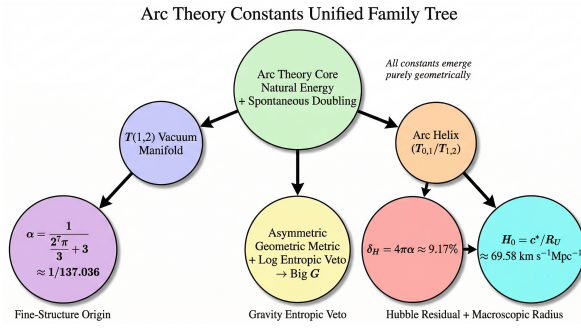 Arc Theory Constants Unified Family Tree
Arc Theory Core
Natural Energy
+ Spontaneous Doubling
All constants emerge
purely geometrically
T(1,2) Vacuum
Manifold
Arc Helix
(T₀,₁/T₁,₂)
α = 1 / (2⁷π/3 + 3)
≈ 1/137.036
Asymmetric
Geometric Metric
+ Log Entropic Veto
→ Big G
δ_H = 4πα ≈ 9.17%
H₀ = c*/R_U
≈ 69.58 km s⁻¹Mpc⁻¹
Fine-Structure Origin
Gravity Entropic Veto
Hubble Residual + Macroscopic Radius